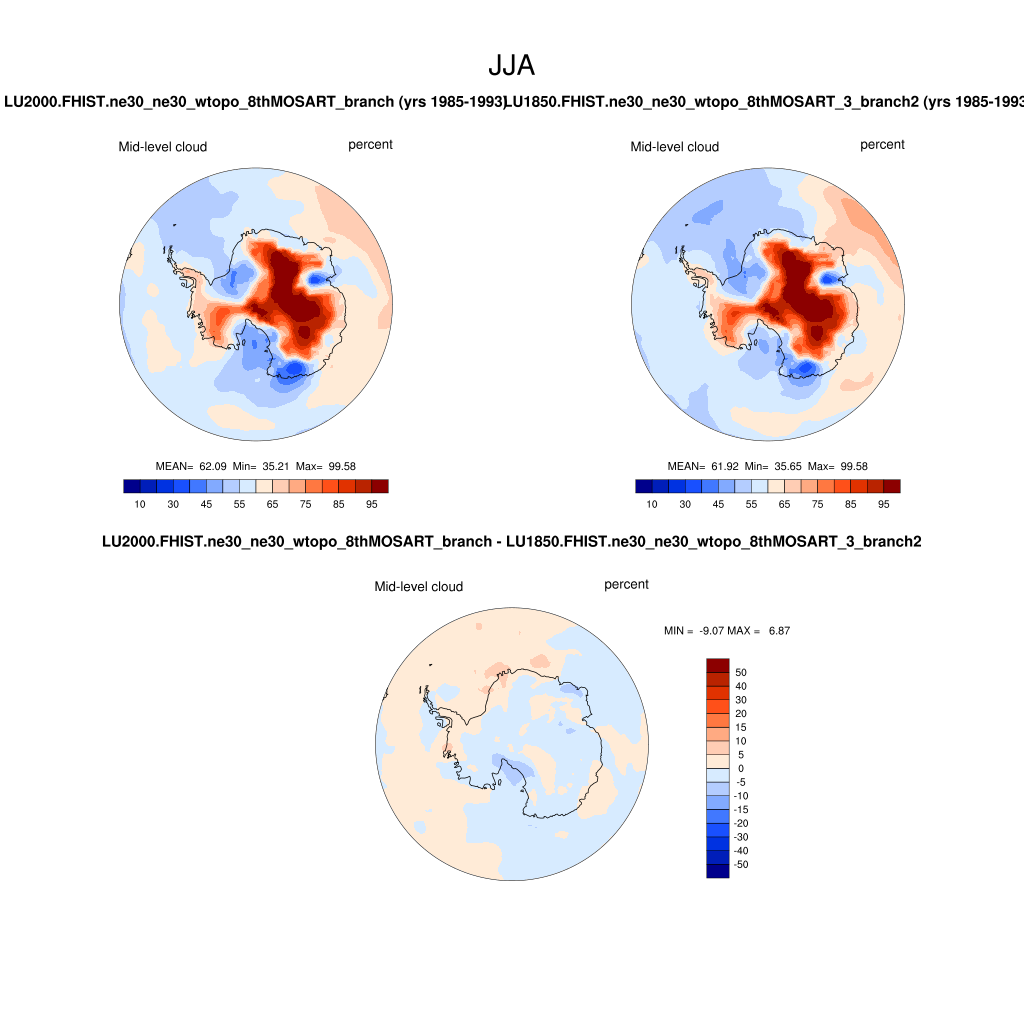 JJA
LU2000.FHIST.ne30_ne30_wtopo_8thMOSART_branch (yrs 1985-1993)
LU1850.FHIST.ne30_ne30_wtopo_8thMOSART_3_branch2 (yrs 1985-1993
Mid-level cloud percent
Mid-level cloud percent
MEAN= 62.09 Min= 35.21 Max= 99.58
MEAN= 61.92 Min= 35.65 Max= 99.58
10 30 45 55 65 75 85 95
10 30 45 55 65 75 85 95
LU2000.FHIST.ne30_ne30_wtopo_8thMOSART_branch - LU1850.FHIST.ne30_ne30_wtopo_8thMOSART_3_branch2
Mid-level cloud percent
MIN = -9.07 MAX = 6.87
50
40
30
20
15
10
5
0
-5
-10
-15
-20
-30
-40
-50